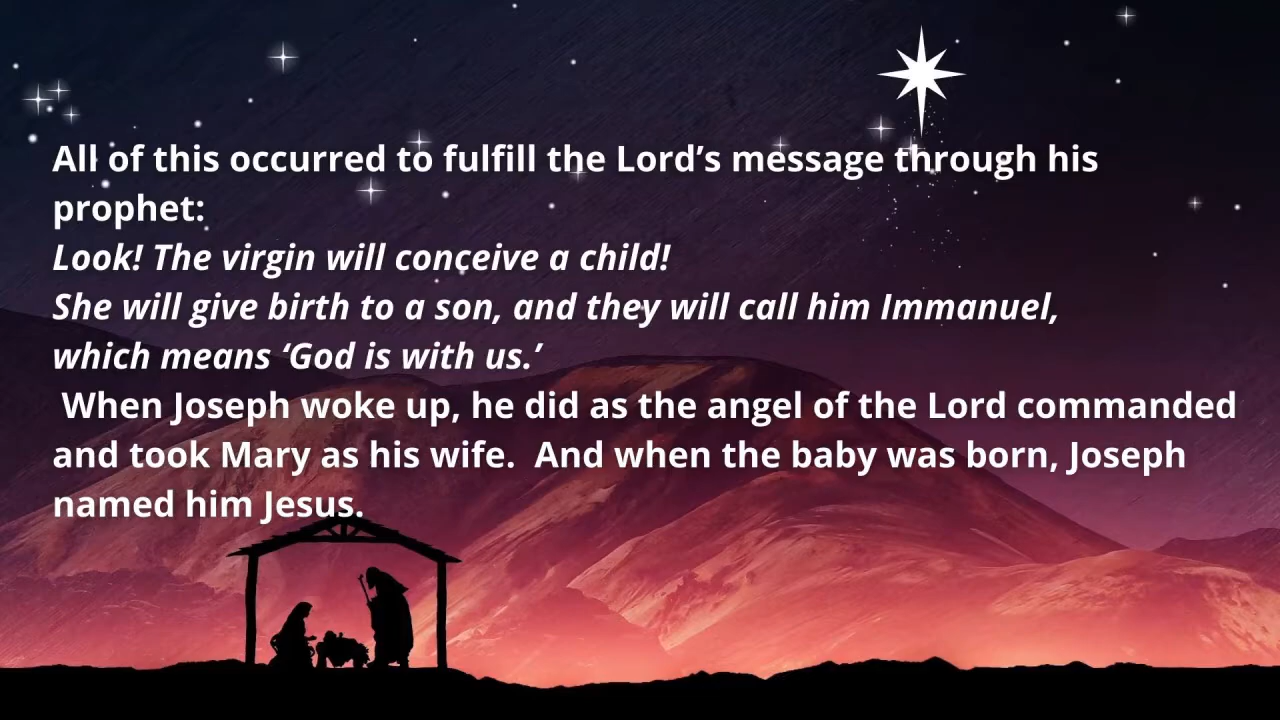 All of this occurred to fulfill the Lord’s message through his
prophet:
Look! The virgin will conceive a child!
She will give birth to a son, and they will call him Immanuel,
which means ‘God is with us.’
When Joseph woke up, he did as the angel of the Lord commanded
and took Mary as his wife.  And when the baby was born, Joseph
named him Jesus.